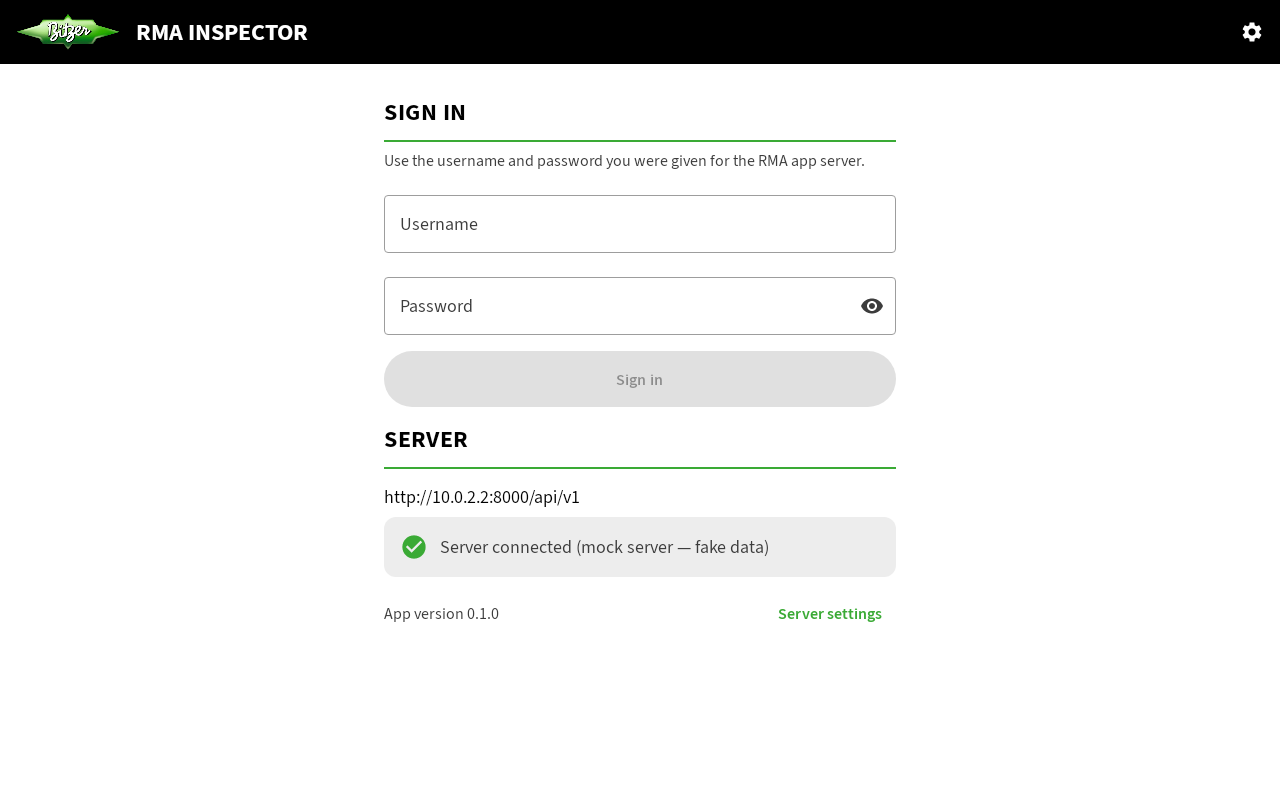 Bitzer
RMA INSPECTOR
SIGN IN
Use the username and password you were given for the RMA app server.
Username
Password
Sign in
SERVER
http://10.0.2.2:8000/api/v1
Server connected (mock server — fake data)
App version 0.1.0
Server settings